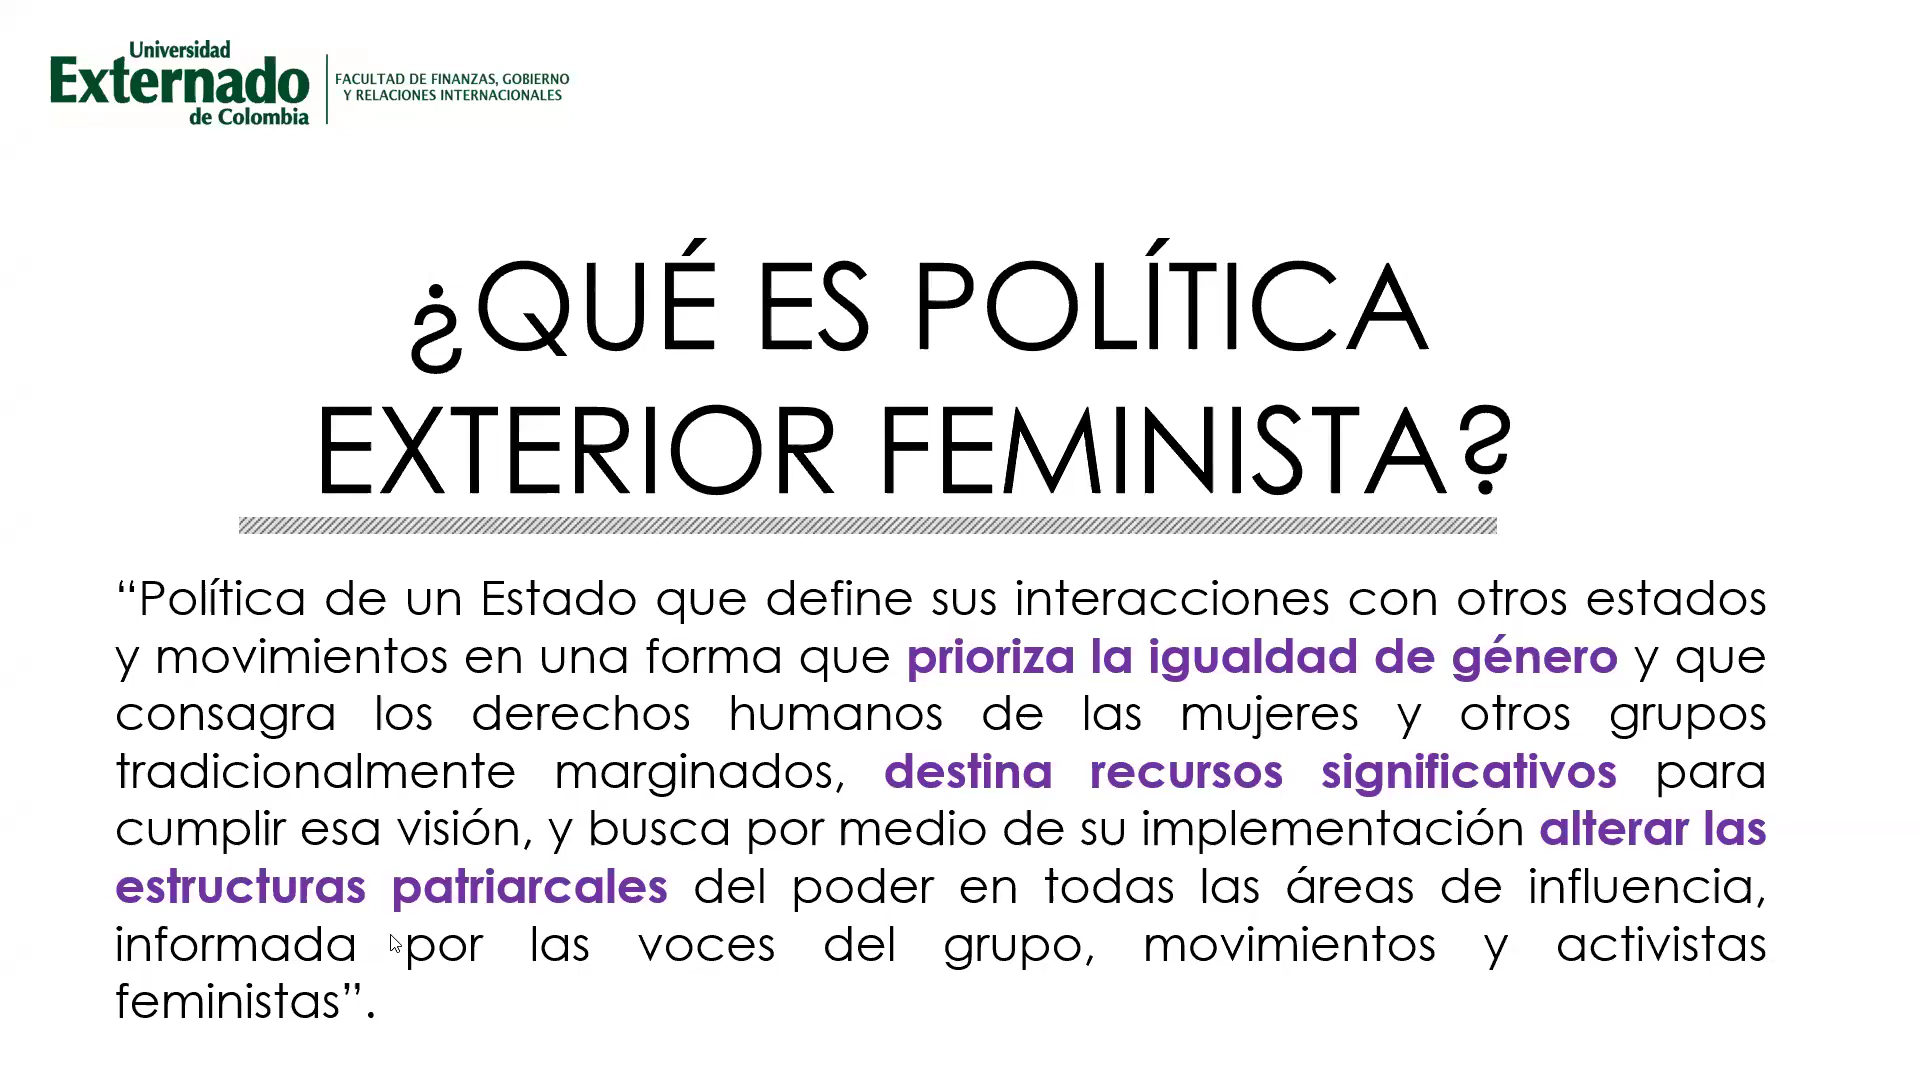 Universidad
Externado
de Colombia
FACULTAD DE FINANZAS, GOBIERNO
Y RELACIONES INTERNACIONALES
¿QUÉ ES POLÍTICA
EXTERIOR FEMINISTA?
“Política de un Estado que define sus interacciones con otros estados
y movimientos en una forma que prioriza la igualdad de género y que
consagra los derechos humanos de las mujeres y otros grupos
tradicionalmente marginados, destina recursos significativos para
cumplir esa visión, y busca por medio de su implementación alterar las
estructuras patriarcales del poder en todas las áreas de influencia,
informada por las voces del grupo, movimientos y activistas
feministas”.